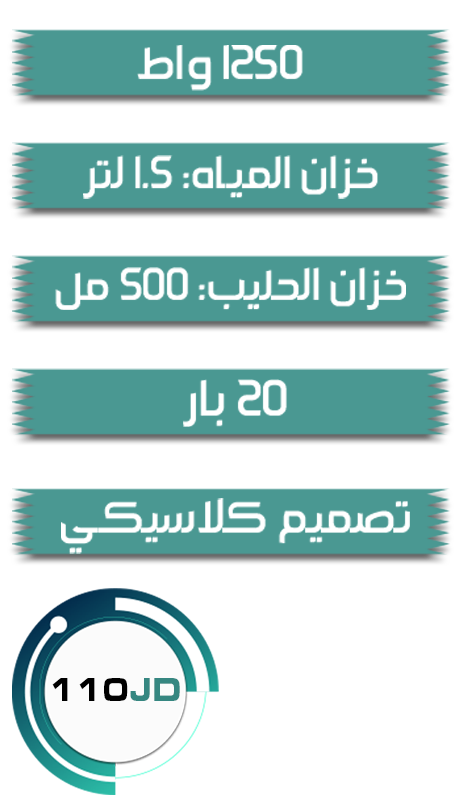 1250 واط
خزان المياه: 1.5 لتر
خزان الحليب: 500 مل
20 بار
تصميم كلاسيكي
110JD